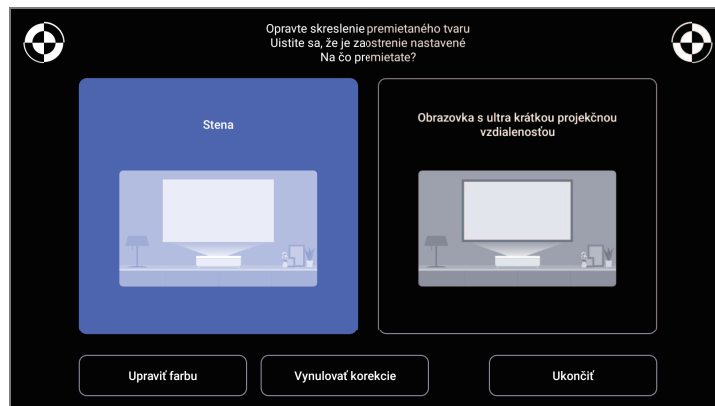 Opravte skreslenie premietaného tvaru
Uistite sa, že je zaostrenie nastavené
Na čo premietate?
Stena
Obrazovka s ultra krátkou projekčnou
vzdialenosťou
Upraviť farbu
Vynulovať korekcie
Ukončiť